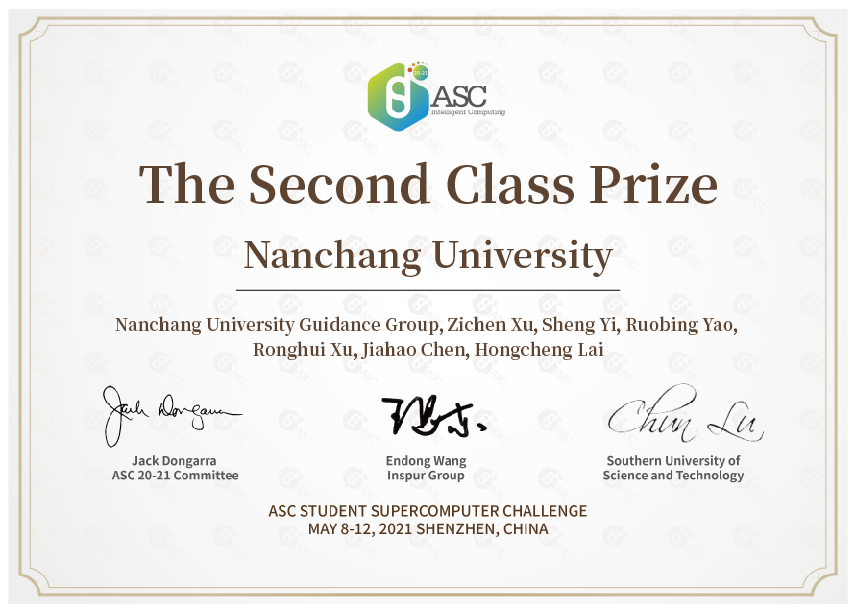 20-21
ASC
Intelligent Computing
The Second Class Prize
Nanchang University
Nanchang University Guidance Group, Zichen Xu, Sheng Yi, Ruobing Yao,
Ronghui Xu, Jiahao Chen, Hongcheng Lai
Jack Dongarra
Chun Lu
Jack Dongarra
ASC 20-21 Committee
Endong Wang
Inspur Group
Southern University of
Science and Technology
ASC STUDENT SUPERCOMPUTER CHALLENGE
MAY 8-12, 2021 SHENZHEN, CHINA